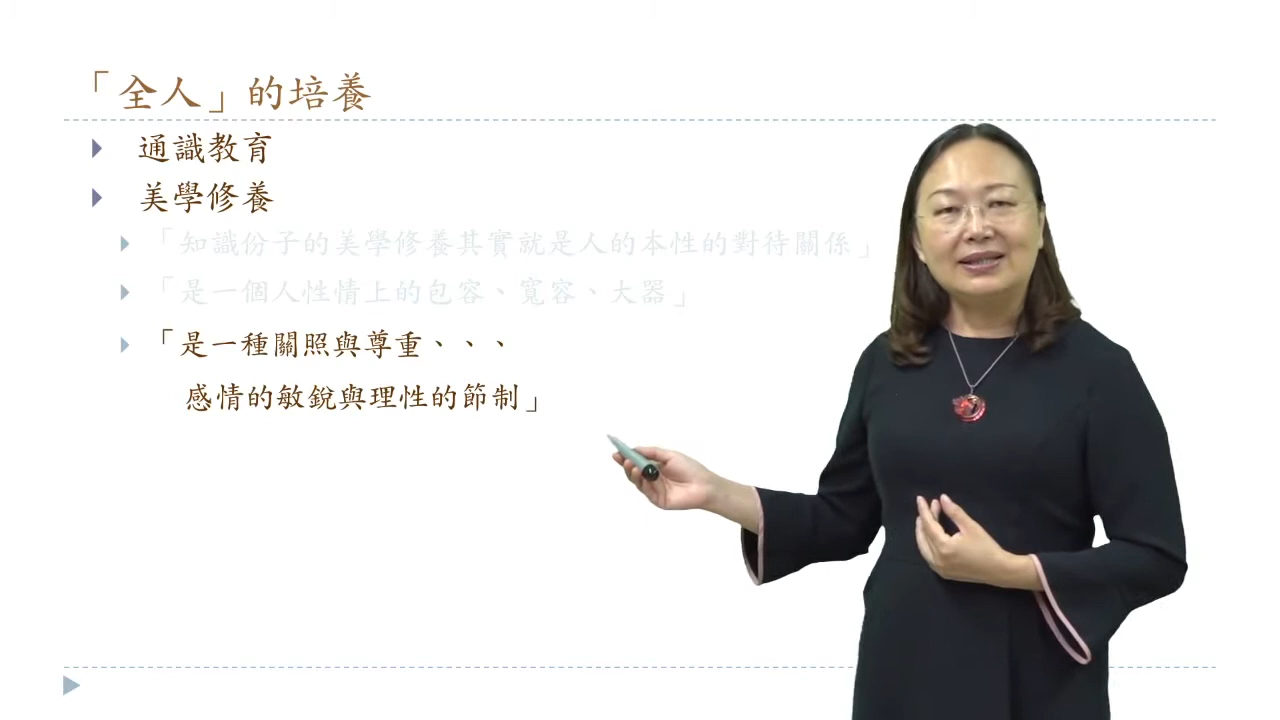 「全人」的培養
通識教育
美學修養
「知識份子的美學修養其實就是人的本性的對待關係」
「是一個人性情上的包容、寬容、大器」
「是一種關照與尊重、、、
感情的敏銳與理性的節制」